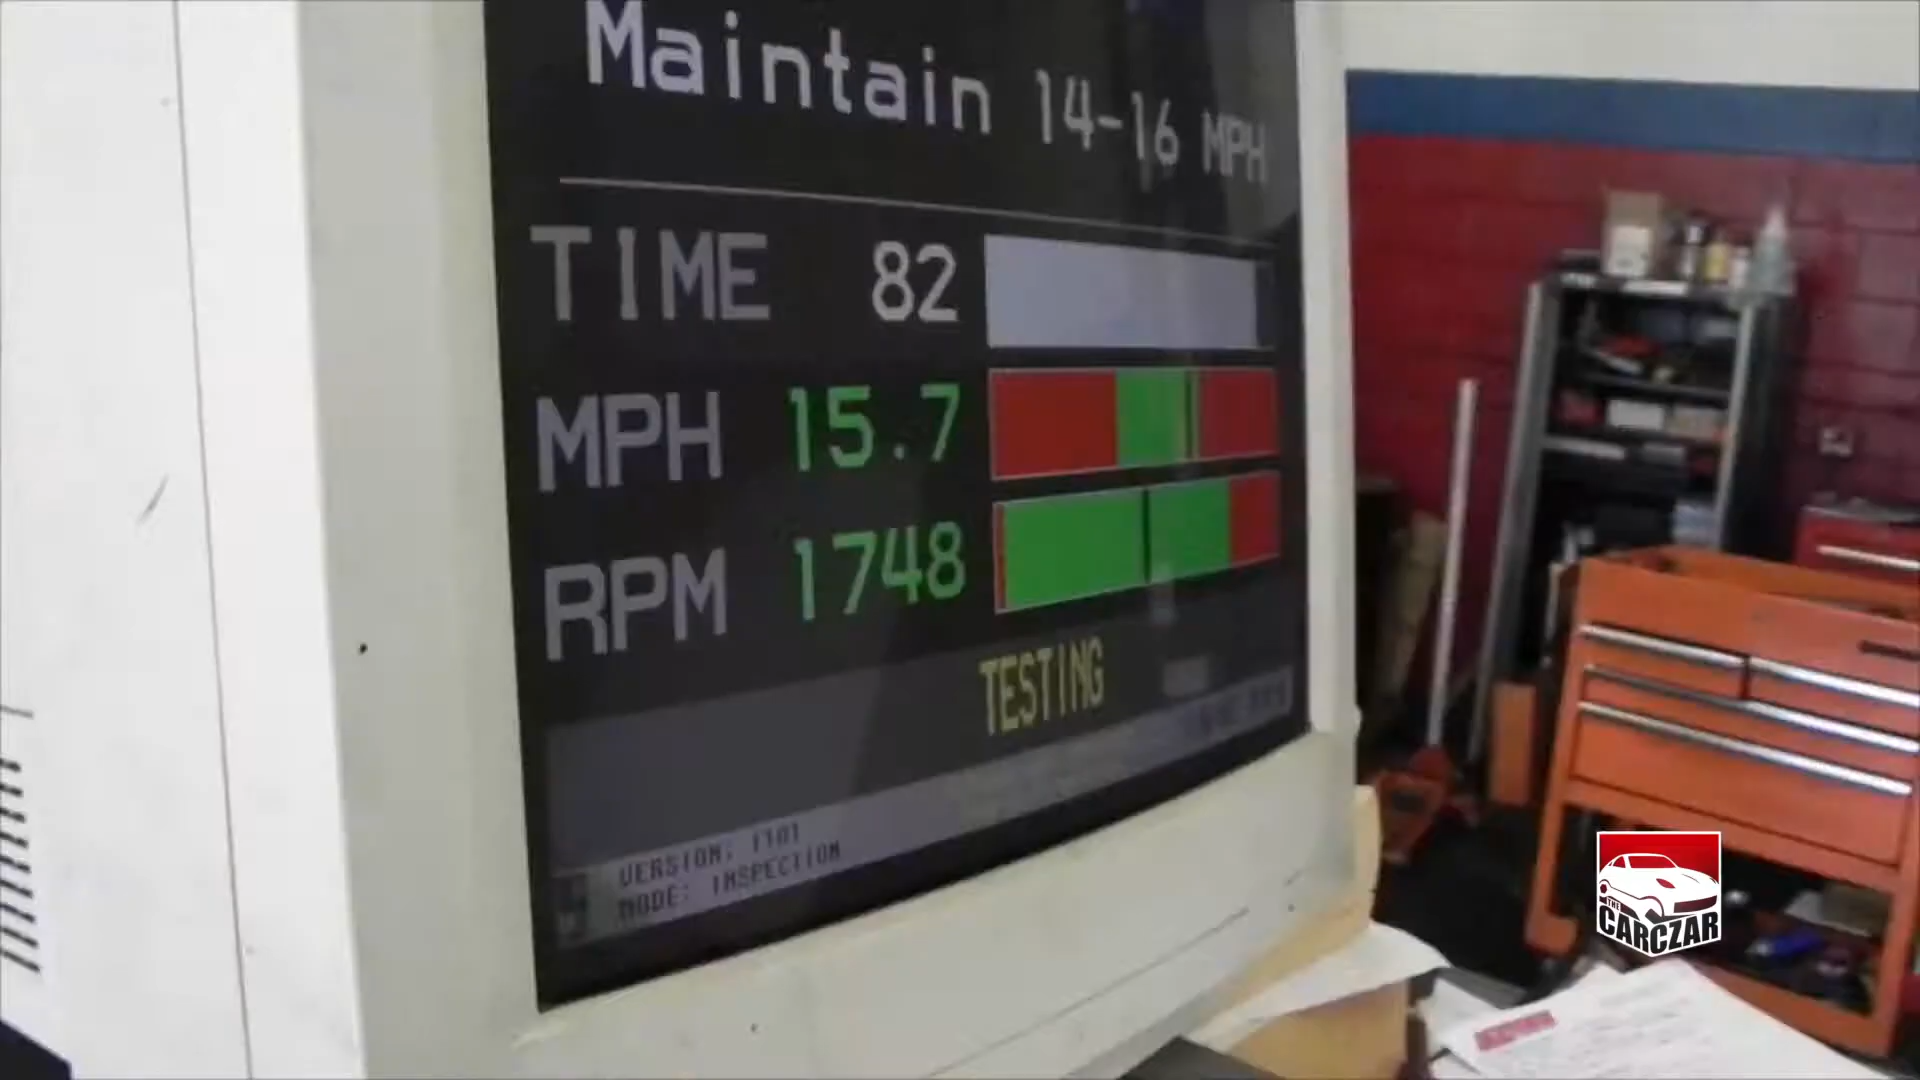 Maintain 14-16 MPH
TIME 82
MPH 15.7
RPM 1748
TESTING
VERSION: 1101
MODE: INSPECTION
THE
CARCZAR